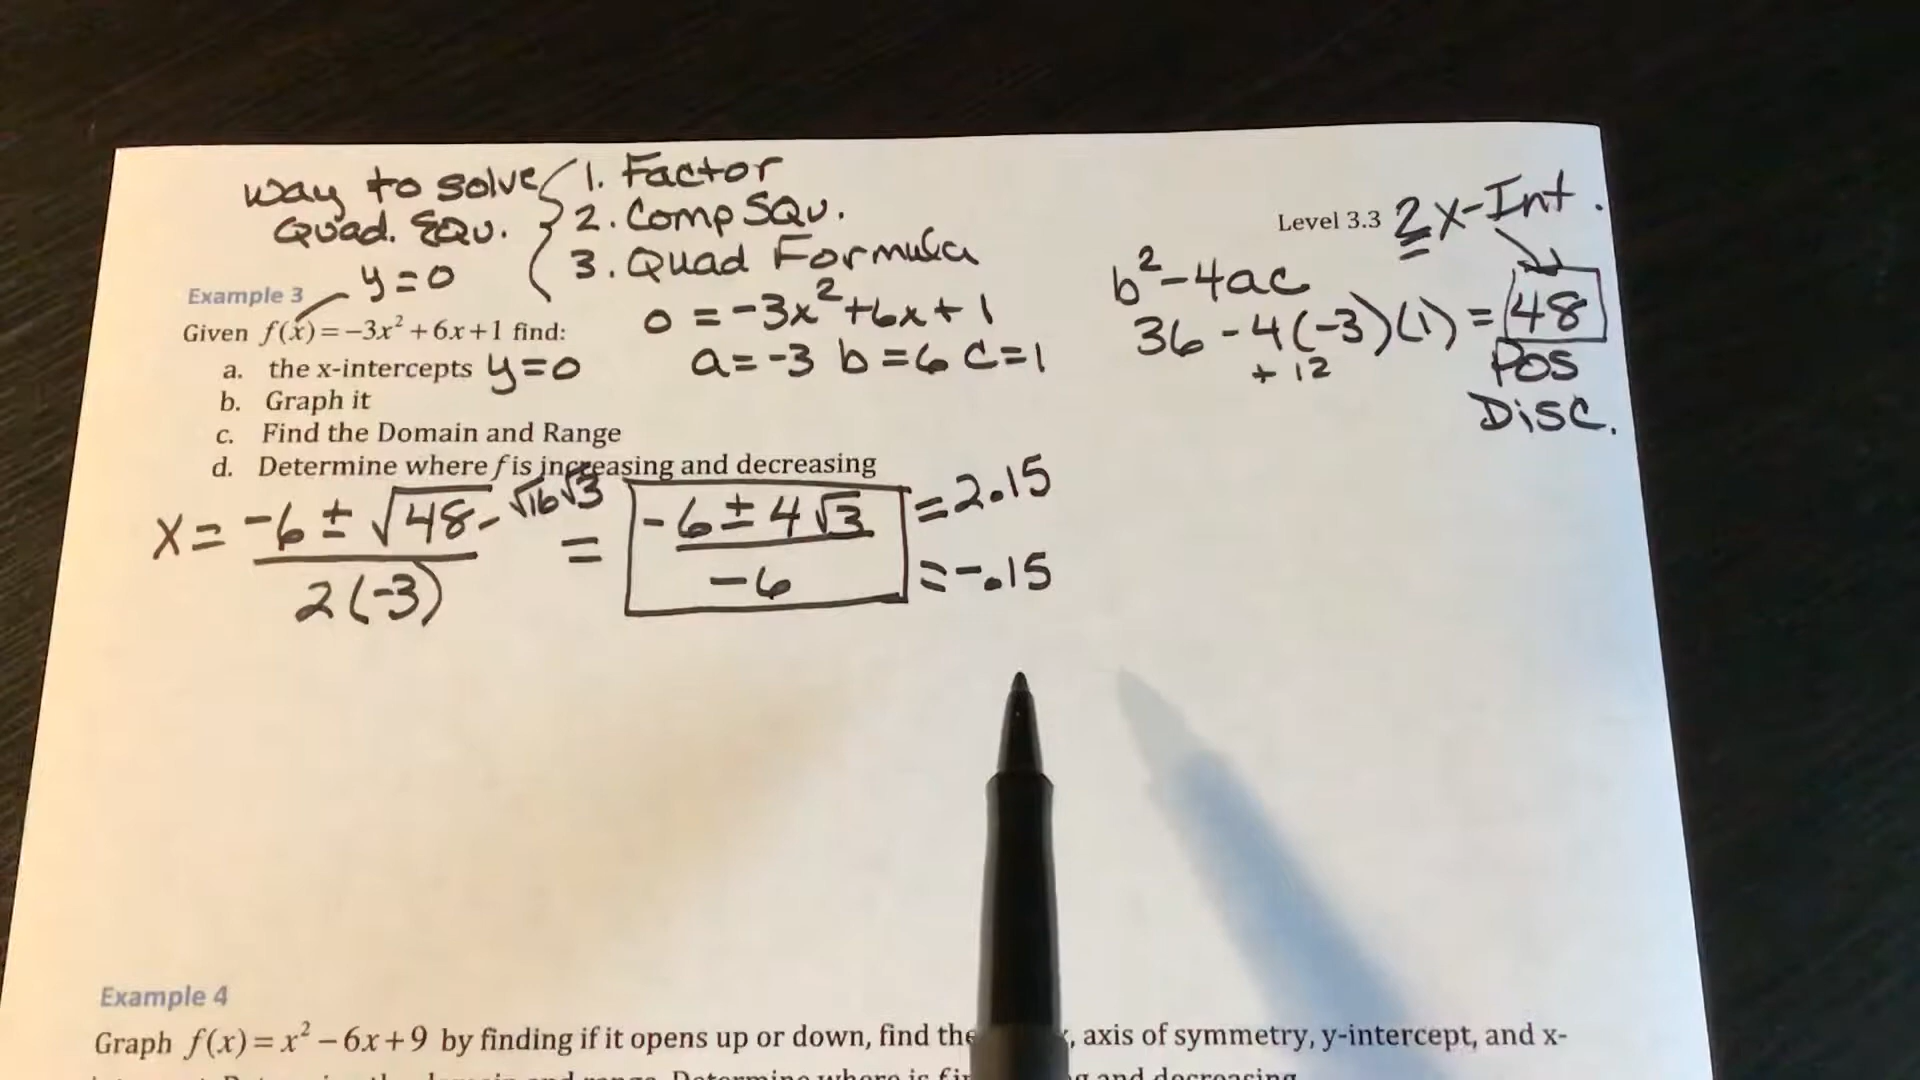 Way to solve 1. Factor
Quad. Equ. 2. Comp Squ.
3. Quad Formula
y=0
Level 3.3 2 x-Int.
Example 3
Given f(x)=−3x²+6x+1 find:
a. the x-intercepts y=0
b. Graph it
c. Find the Domain and Range
d. Determine where f is increasing and decreasing
0 = -3x²+6x+1
a=-3 b=6 c=1
b²-4ac
36-4(-3)(1) = 48
+12
Pos
Disc.
x = -6 ± √48 - √16 √3
2(-3)
= -6±4√3
-6
= 2.15
= -.15
Example 4
Graph f(x)=x²−6x+9 by finding if it opens up or down, find the , axis of symmetry, y-intercept, and x-